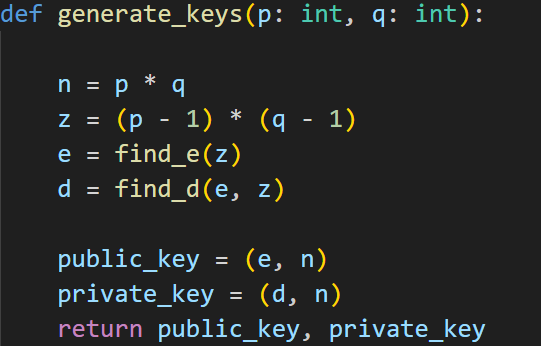 def generate_keys(p: int, q: int):
    n = p * q
    z = (p - 1) * (q - 1)
    e = find_e(z)
    d = find_d(e, z)
    public_key = (e, n)
    private_key = (d, n)
    return public_key, private_key